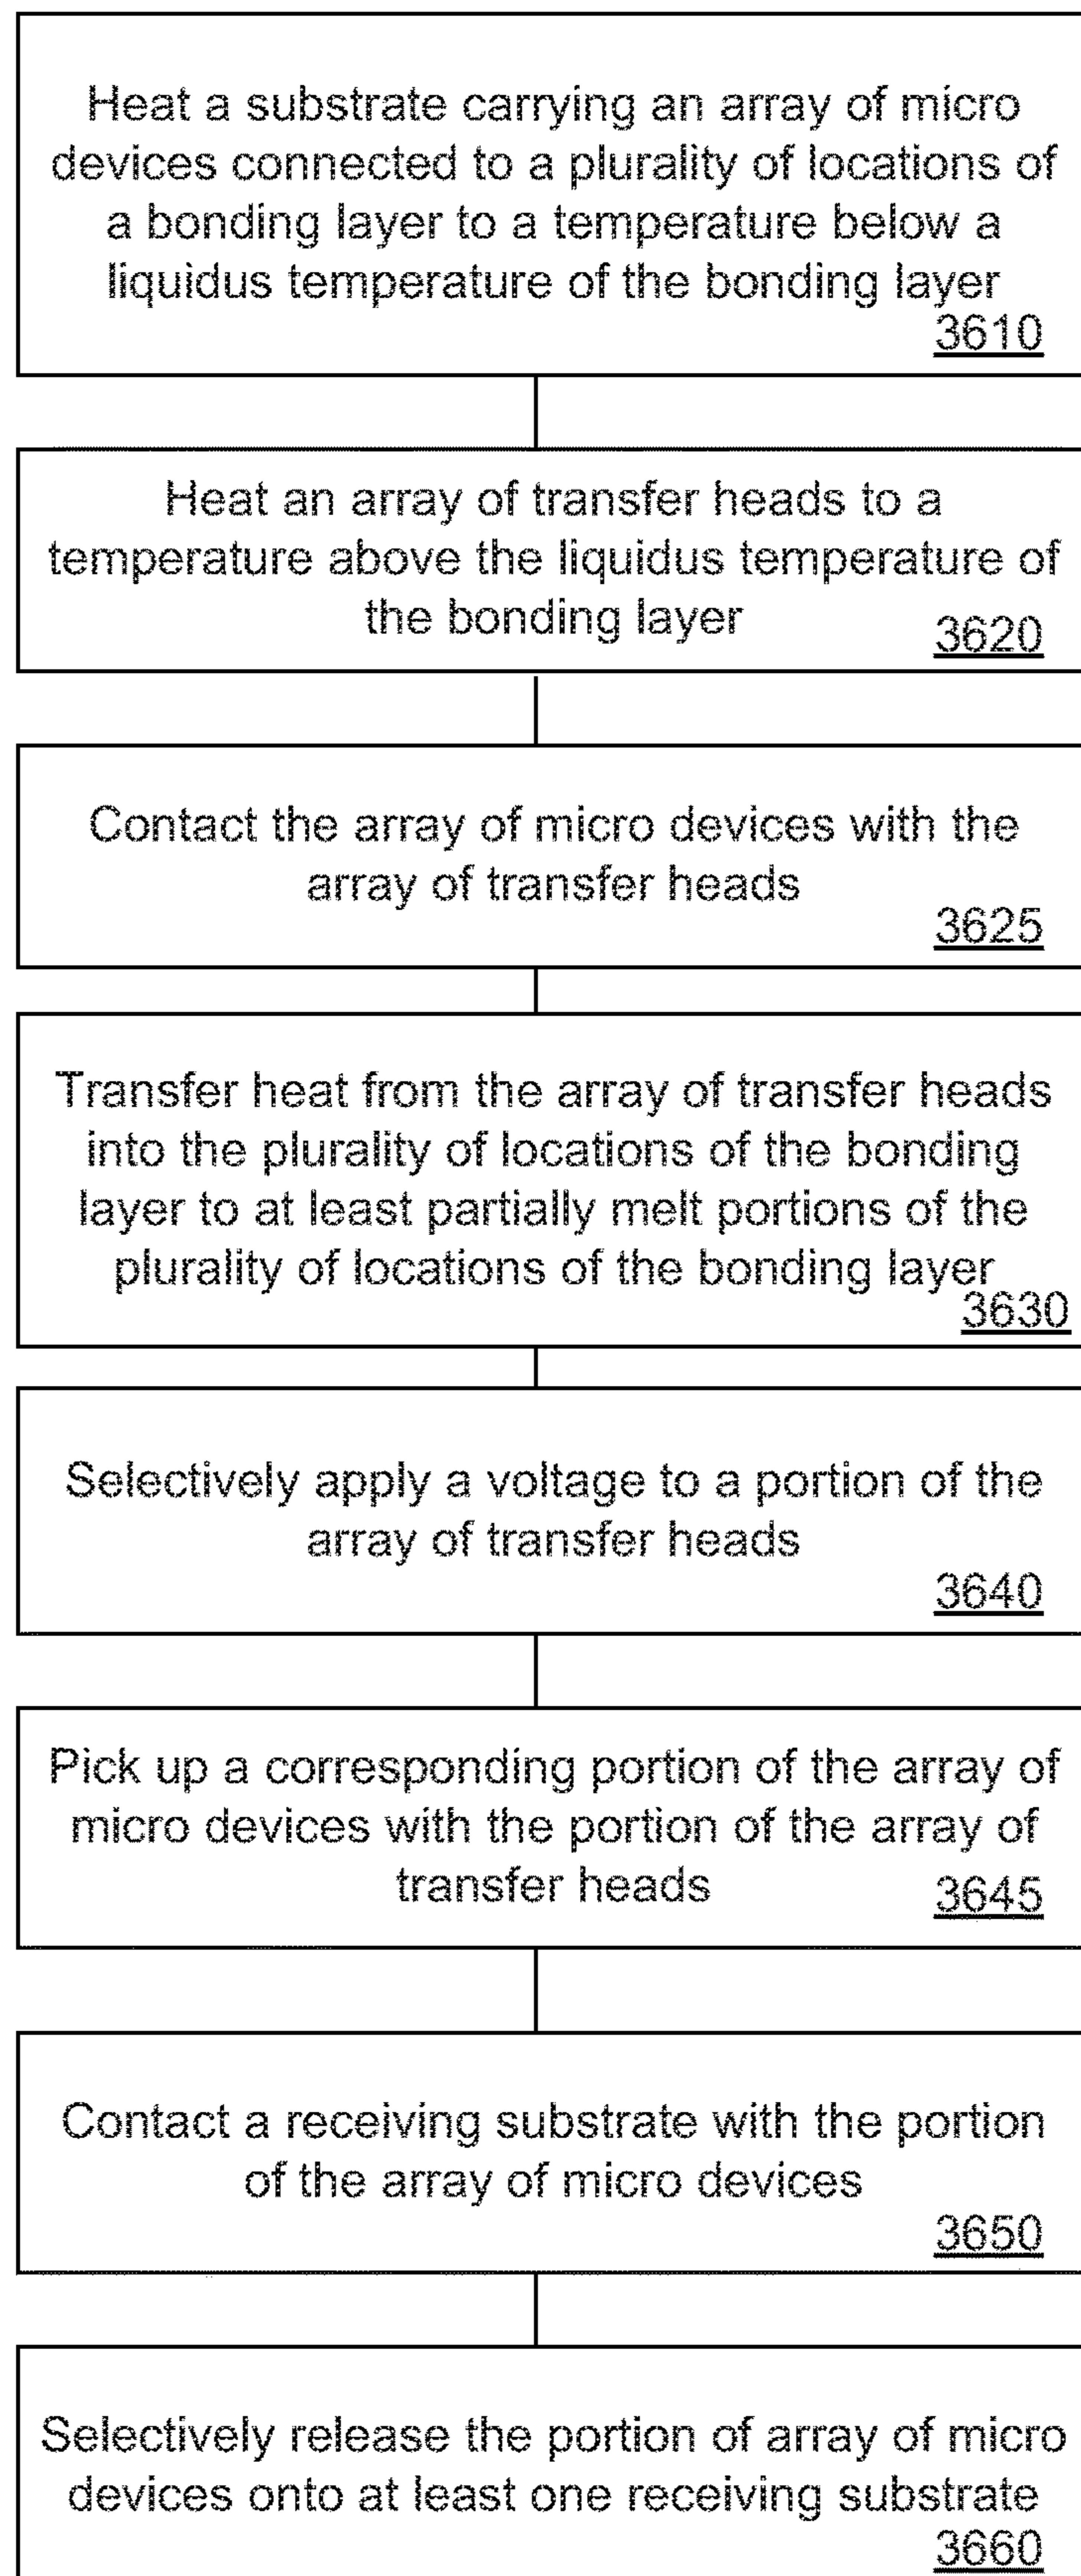 Heat a substrate carrying an array of micro
devices connected to a plurality of locations of
a bonding layer to a temperature below a
liquidus temperature of the bonding layer
3610
Heat an array of transfer heads to a
temperature above the liquidus temperature of
the bonding layer
3620
Contact the array of micro devices with the
array of transfer heads
3625
Transfer heat from the array of transfer heads
into the plurality of locations of the bonding
layer to at least partially melt portions of the
plurality of locations of the bonding layer
3630
Selectively apply a voltage to a portion of the
array of transfer heads
3640
Pick up a corresponding portion of the array of
micro devices with the portion of the array of
transfer heads
3645
Contact a receiving substrate with the portion
of the array of micro devices
3650
Selectively release the portion of array of micro
devices onto at least one receiving substrate
3660